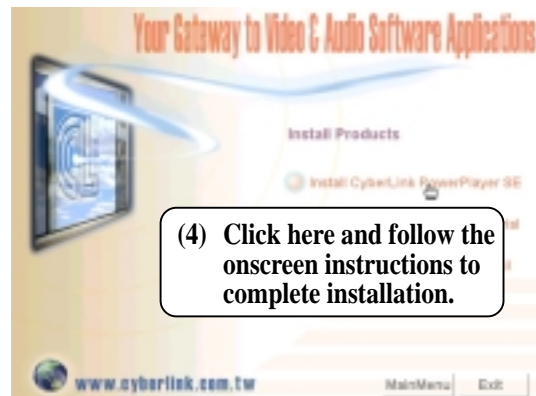 Your Gateway to Video & Audio Software Applications
Install Products
Install CyberLink PowerPlayer SE
(4) Click here and follow the
onscreen instructions to
complete installation.
www.cyberlink.com.tw
MainMenu
Exit